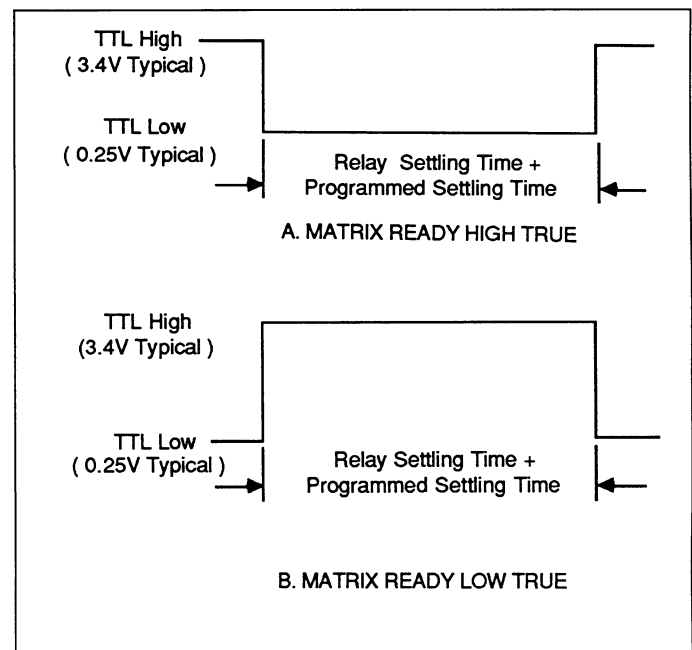 TTL High
( 3.4V Typical )
TTL Low
( 0.25V Typical )
Relay Settling Time +
Programmed Settling Time
A. MATRIX READY HIGH TRUE
TTL High
(3.4V Typical )
TTL Low
( 0.25V Typical )
Relay Settling Time +
Programmed Settling Time
B. MATRIX READY LOW TRUE